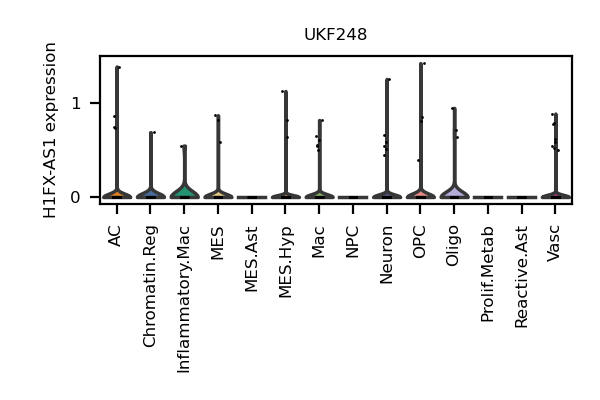 UKF248
H1FX-AS1 expression
1
0
AC
Chromatin.Reg
Inflammatory.Mac
MES
MES.Ast
MES.Hyp
Mac
NPC
Neuron
OPC
Oligo
Prolif.Metab
Reactive.Ast
Vasc